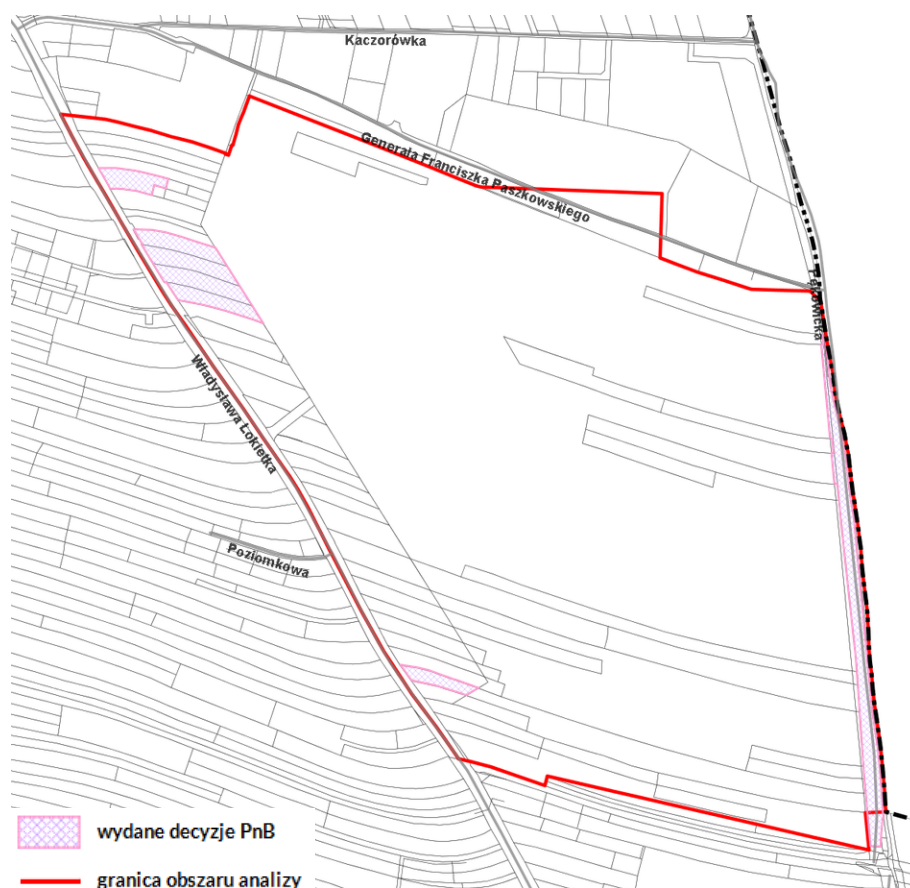 Kaczorówka
Generała Franciszka Paszkowskiego
Władysława Łokietka
Poziomkowa
wydane decyzje PnB
granica obszaru analizy